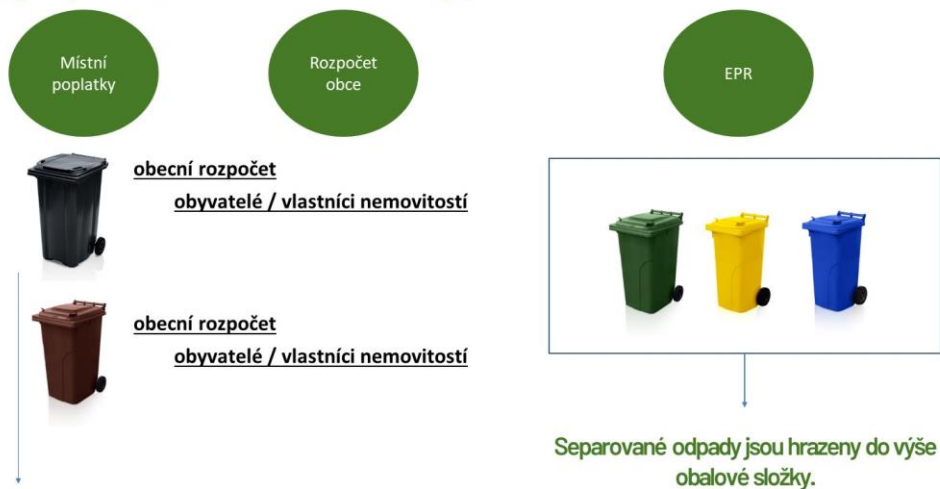 Místní
poplatky
Rozpočet
obce
EPR
obecní rozpočet
obyvatelé / vlastníci nemovitostí
obecní rozpočet
obyvatelé / vlastníci nemovitostí
Separované odpady jsou hrazeny do výše
obalové složky.